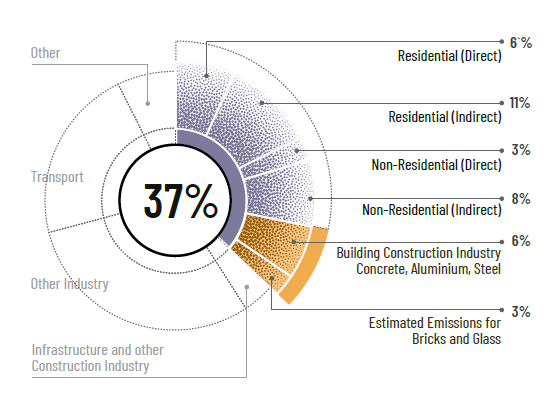 Other
Transport
Other Industry
Infrastructure and other
Construction Industry
37%
6`%
Residential (Direct)
11%
Residential (Indirect)
3%
Non-Residential (Direct)
8%
Non-Residential (Indirect)
6%
Building Construction Industry
Concrete, Aluminium, Steel
3%
Estimated Emissions for
Bricks and Glass